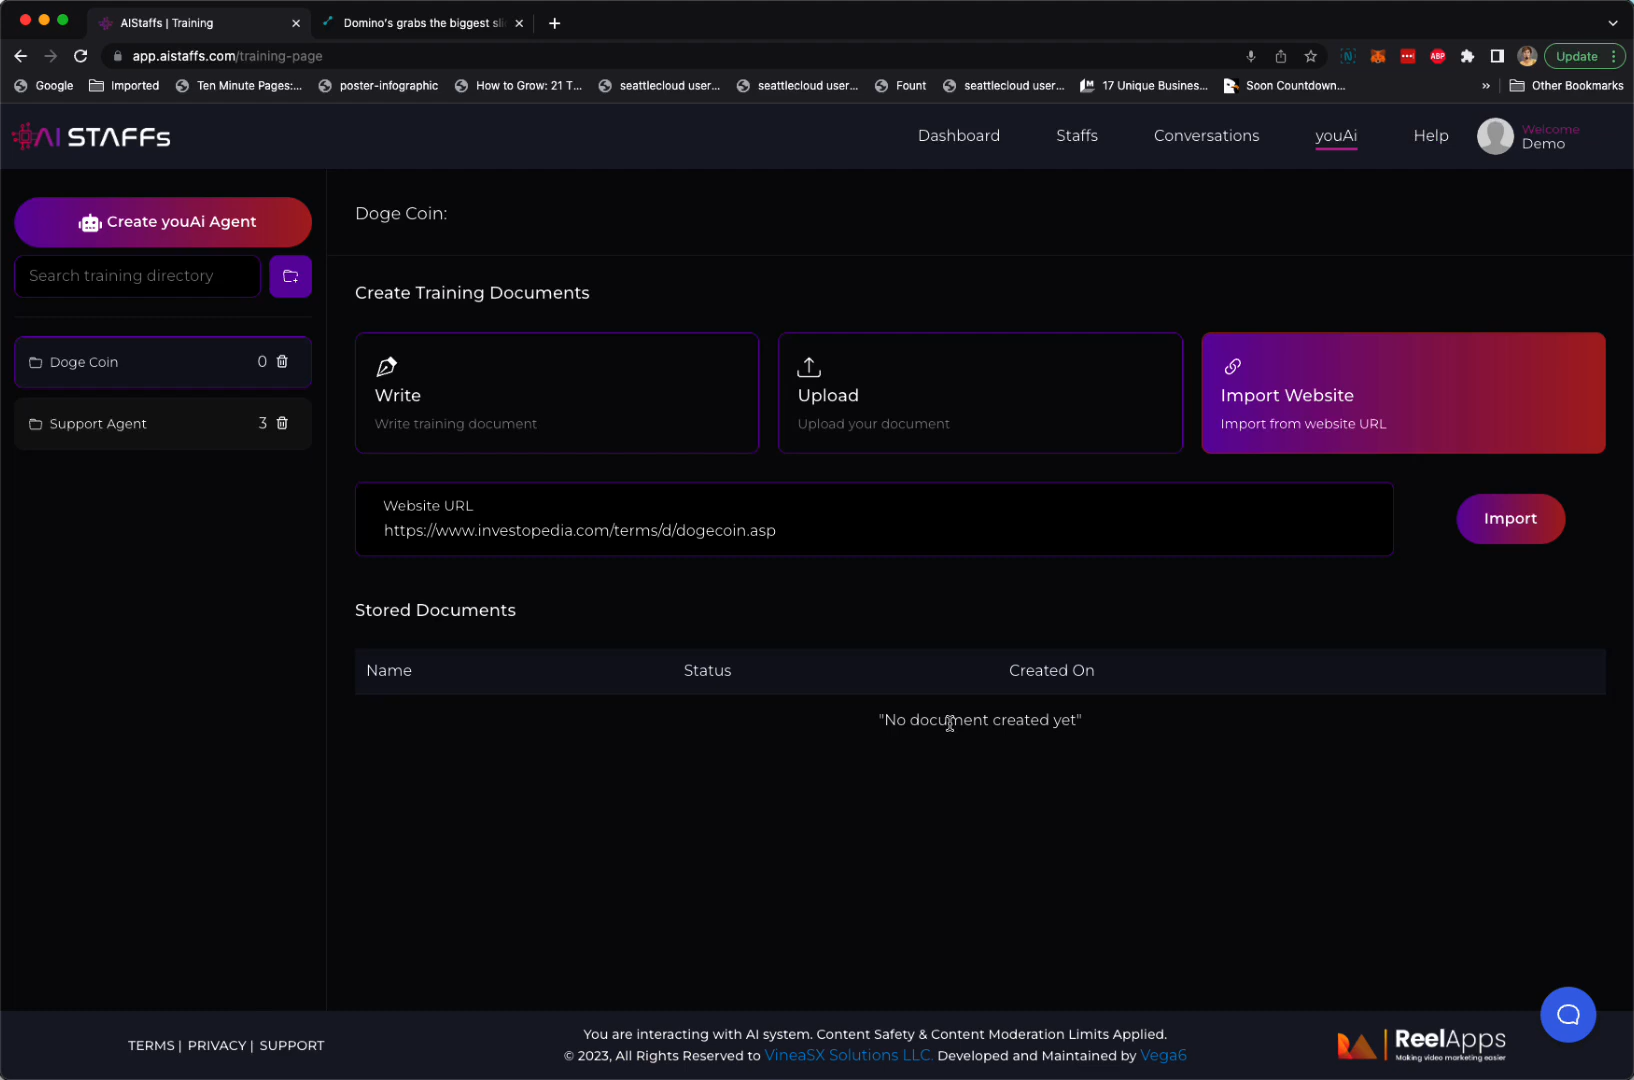 AIStaffs | Training
Domino's grabs the biggest sli
app.aistaffs.com/training-page
Update
Google
Imported
Ten Minute Pages:...
poster-infographic
How to Grow: 21 T...
seattlecloud user...
seattlecloud user...
Fount
seattlecloud user...
17 Unique Business...
Soon Countdown...
»
Other Bookmarks
AI STAFFs
Dashboard
Staffs
Conversations
youAi
Help
Welcome
Demo
Create youAi Agent
Search training directory
Doge Coin 0
Support Agent 3
Doge Coin:
Create Training Documents
Write
Write training document
Upload
Upload your document
Import Website
Import from website URL
Website URL
https://www.investopedia.com/terms/d/dogecoin.asp
Import
Stored Documents
Name Status Created On
"No document created yet"
TERMS | PRIVACY | SUPPORT
You are interacting with AI system. Content Safety & Content Moderation Limits Applied.
© 2023, All Rights Reserved to VineaSX Solutions LLC. Developed and Maintained by Vega6
ReelApps
Making video marketing easier